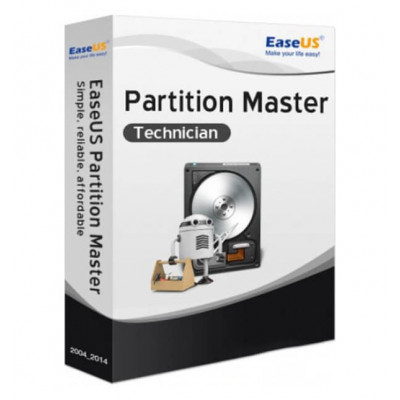 EaseUS®
Make your life easy!
Partition Master
Technician
EaseUS®
Make your life easy!
EaseUS Partition Master
Simple, reliable, affordable
2004_2014